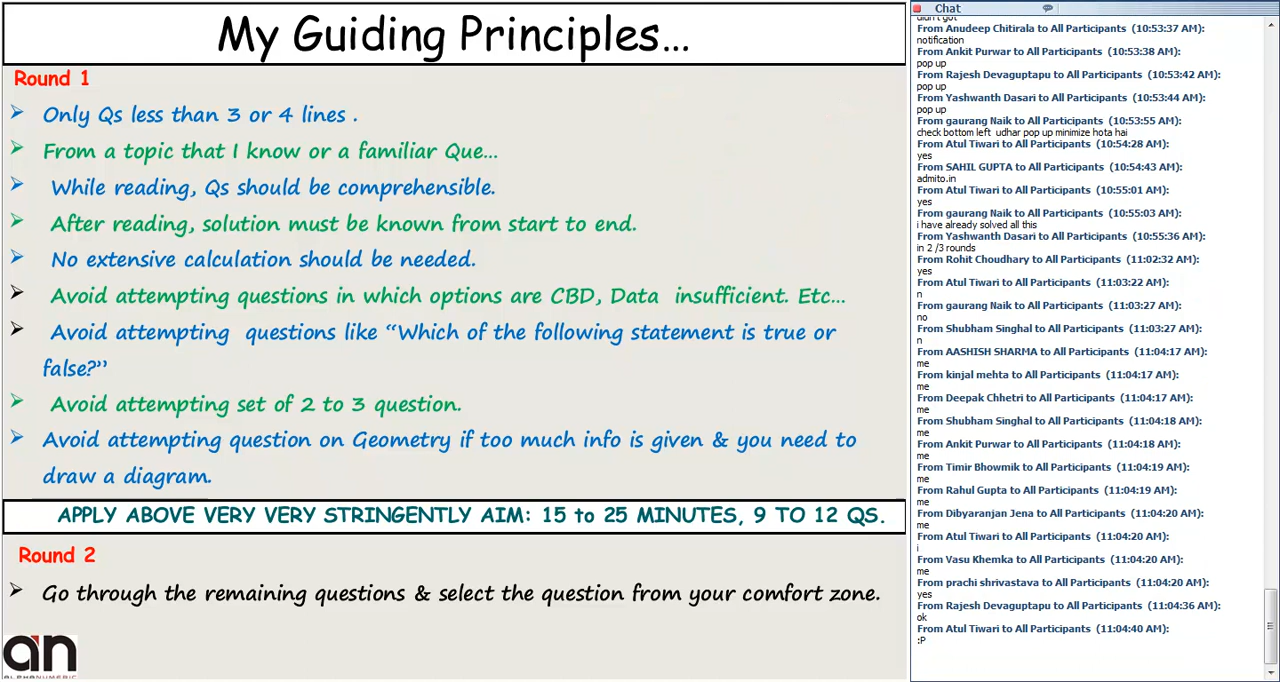 My Guiding Principles...
Round 1
Only Qs less than 3 or 4 lines .
From a topic that I know or a familiar Que...
While reading, Qs should be comprehensible.
After reading, solution must be known from start to end.
No extensive calculation should be needed.
Avoid attempting questions in which options are CBD, Data insufficient. Etc...
Avoid attempting questions like “Which of the following statement is true or
false?”
Avoid attempting set of 2 to 3 question.
Avoid attempting question on Geometry if too much info is given & you need to
draw a diagram.
APPLY ABOVE VERY VERY STRINGENTLY AIM: 15 to 25 MINUTES, 9 TO 12 QS.
Round 2
Go through the remaining questions & select the question from your comfort zone.
an
ALPHANUMERIC
Chat
didn't got
From Anudeep Chitirala to All Participants (10:53:37 AM):
notification
From Ankit Purwar to All Participants (10:53:38 AM):
pop up
From Rajesh Devaguptapu to All Participants (10:53:42 AM):
pop up
From Yashwanth Dasari to All Participants (10:53:44 AM):
pop up
From gaurang Naik to All Participants (10:53:55 AM):
check bottom left udhar pop up minimize hota hai
From Atul Tiwari to All Participants (10:54:28 AM):
yes
From SAHIL GUPTA to All Participants (10:54:43 AM):
admito.in
From Atul Tiwari to All Participants (10:55:01 AM):
yes
From gaurang Naik to All Participants (10:55:03 AM):
i have already solved all this
From Yashwanth Dasari to All Participants (10:55:36 AM):
in 2 /3 rounds
From Rohit Choudhary to All Participants (11:02:32 AM):
yes
From Atul Tiwari to All Participants (11:03:22 AM):
n
From gaurang Naik to All Participants (11:03:27 AM):
no
From Shubham Singhal to All Participants (11:03:27 AM):
n
From AASHISH SHARMA to All Participants (11:04:17 AM):
me
From kinjal mehta to All Participants (11:04:17 AM):
me
From Deepak Chhetri to All Participants (11:04:17 AM):
me
From Shubham Singhal to All Participants (11:04:18 AM):
me
From Ankit Purwar to All Participants (11:04:18 AM):
me
From Timir Bhowmik to All Participants (11:04:19 AM):
me
From Rahul Gupta to All Participants (11:04:19 AM):
me
From Dibyaranjan Jena to All Participants (11:04:20 AM):
me
From Atul Tiwari to All Participants (11:04:20 AM):
i
From Vasu Khemka to All Participants (11:04:20 AM):
me
From prachi shrivastava to All Participants (11:04:20 AM):
yes
From Rajesh Devaguptapu to All Participants (11:04:36 AM):
ok
From Atul Tiwari to All Participants (11:04:40 AM):
:P